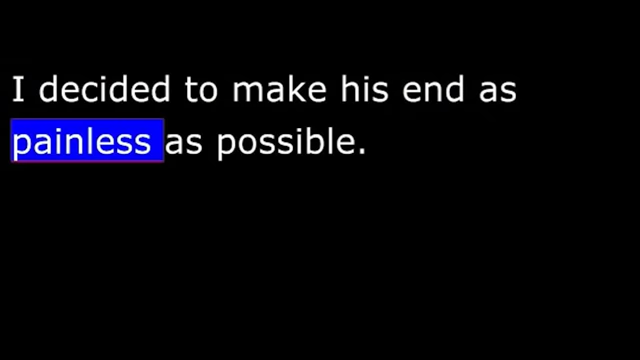 I decided to make his end as
painless as possible.